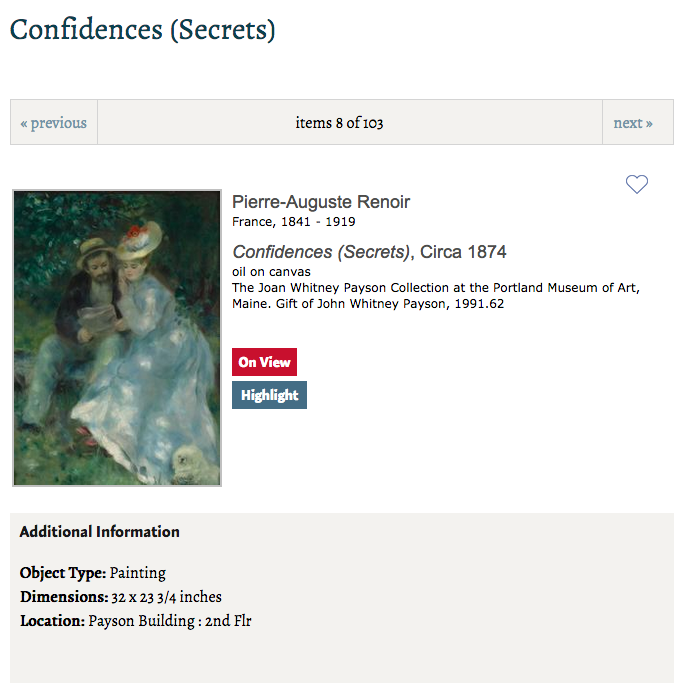 Confidences (Secrets)
« previous
items 8 of 103
next »
Pierre-Auguste Renoir
France, 1841 - 1919
Confidences (Secrets), Circa 1874
oil on canvas
The Joan Whitney Payson Collection at the Portland Museum of Art,
Maine. Gift of John Whitney Payson, 1991.62
On View
Highlight
Additional Information
Object Type: Painting
Dimensions: 32 x 23 3/4 inches
Location: Payson Building : 2nd Flr